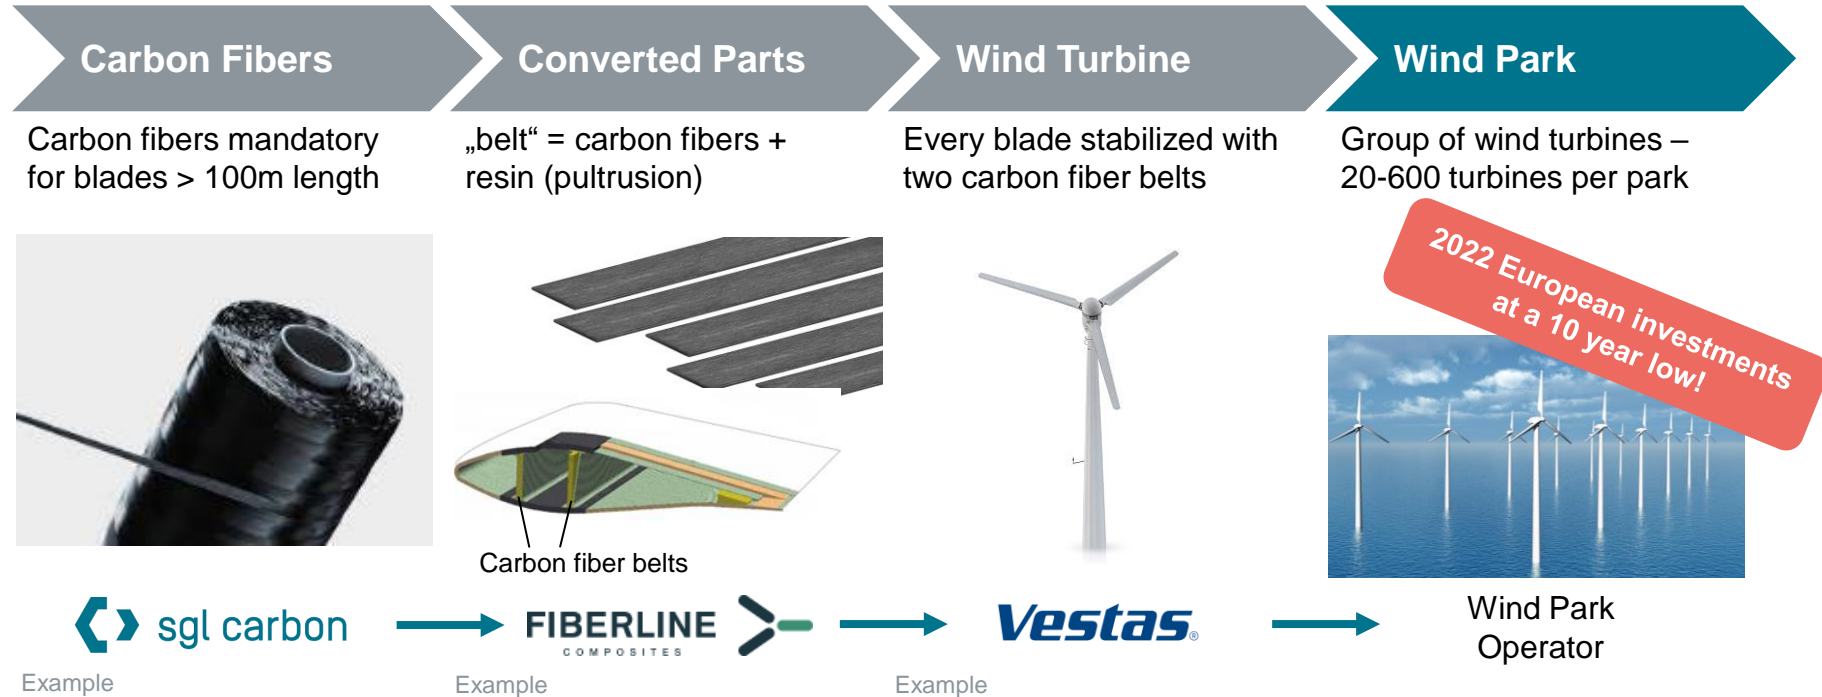 Carbon Fibers
Converted Parts
Wind Turbine
Wind Park
Carbon fibers mandatory
for blades > 100m length
„belt“ = carbon fibers +
resin (pultrusion)
Every blade stabilized with
two carbon fiber belts
Group of wind turbines –
20-600 turbines per park
2022 European investments
at a 10 year low!
Carbon fiber belts
sgl carbon
FIBERLINE
COMPOSITES
Vestas®
Wind Park
Operator
Example
Example
Example